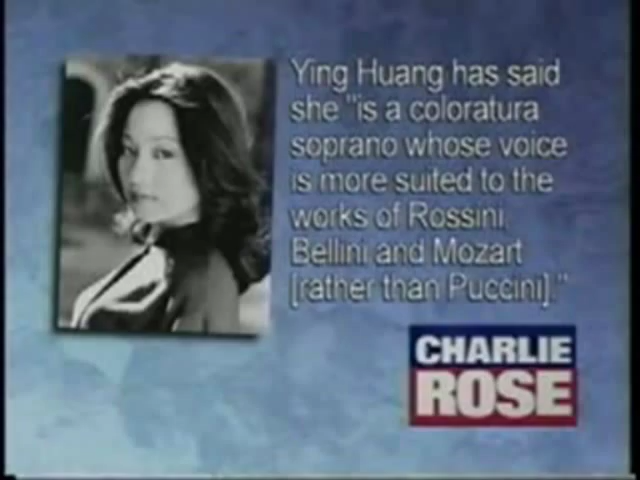 Ying Huang has said
she "is a coloratura
soprano whose voice
is more suited to the
works of Rossini,
Bellini and Mozart
[rather than Puccini]."
CHARLIE
ROSE